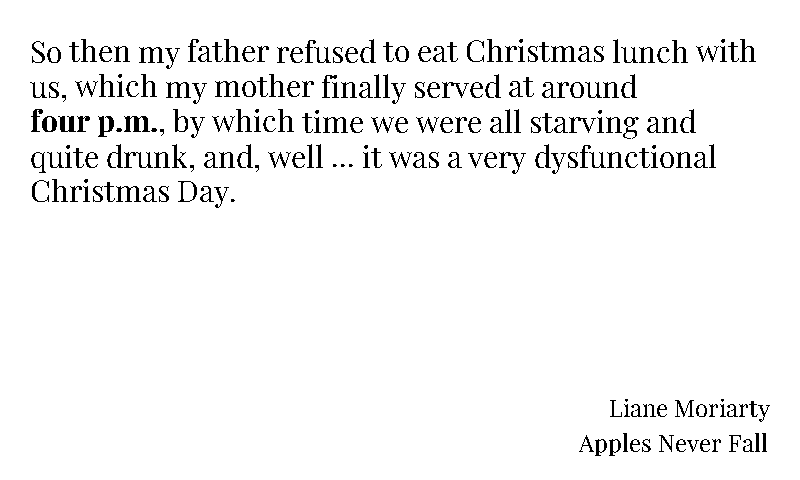 So then my father refused to eat Christmas lunch with
us, which my mother finally served at around
four p.m., by which time we were all starving and
quite drunk, and, well ... it was a very dysfunctional
Christmas Day.
Liane Moriarty
Apples Never Fall